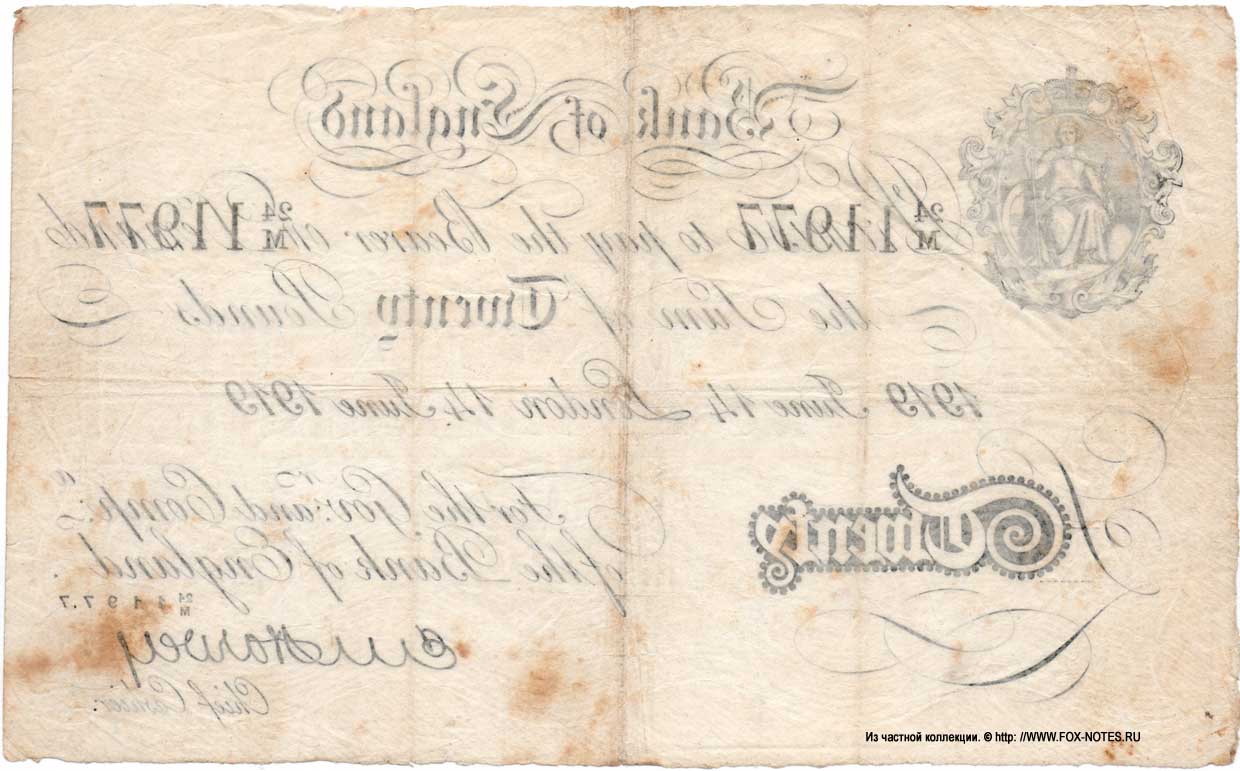 Bank of England
24/M 11977 to pay the Bearer on 24/M 11977
the Sum of Twenty Pounds
1919 June 14 London 14 June 1919
For the Gov.r and Comp.a
of the Bank of England.
Twenty
24/M 11977
E M Harvey
Chief Cashier.
Из частной коллекции. © http: //WWW.FOX-NOTES.RU